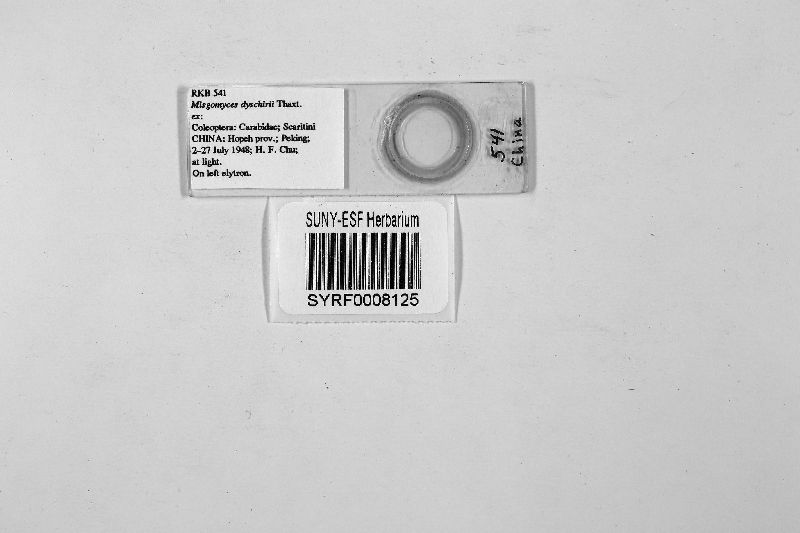 RKB 541
Misgomyces dyschirii Thaxt.
ex:
Coleoptera: Carabidae; Scaritini
CHINA: Hopeh prov.; Peking;
2–27 July 1948; H. F. Chu;
at light.
On left elytron.
541
China
SUNY-ESF Herbarium
SYRF0008125